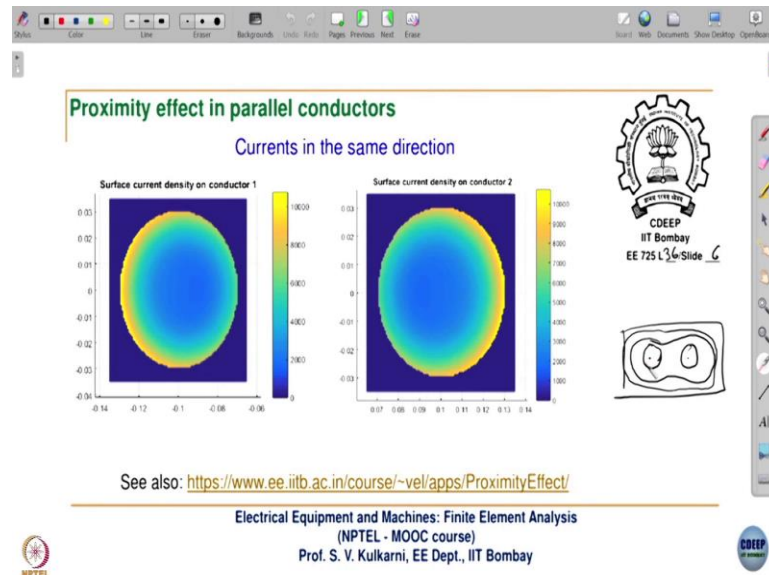 Stylus
Color
Line
Eraser
Backgrounds
Undo Redo
Pages
Previous
Next
Erase
Board
Web
Documents
Show Desktop
Proximity effect in parallel conductors
Currents in the same direction
Surface current density on conductor 1
0.03
0.02
0.01
0
-0.01
-0.02
-0.03
-0.04
-0.14 -0.12 -0.1 -0.08 -0.06
10000
8000
6000
4000
2000
0
Surface current density on conductor 2
0.03
0.02
0.01
0
0.01
0.02
0.03
0.07 0.08 0.09 0.1 0.11 0.12 0.13 0.14
10000
9000
8000
7000
6000
5000
4000
3000
2000
1000
0
CDEEP
IIT Bombay
EE 725 L 36 /Slide 6
See also: https://www.ee.iitb.ac.in/course/~vel/apps/ProximityEffect/
Electrical Equipment and Machines: Finite Element Analysis
(NPTEL - MOOC course)
Prof. S. V. Kulkarni, EE Dept., IIT Bombay
NPTEL
CDEEP
IIT BOMBAY